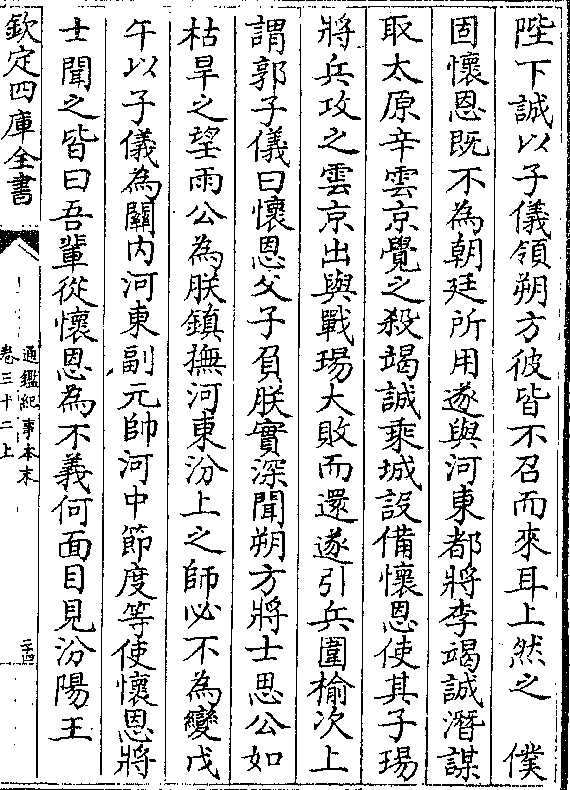 陛下誠以子儀領朔方彼皆不召而來耳上然之　僕
固懷恩既不為朝廷所用遂與河東都將李竭誠潛謀
取太原辛雲京覺之殺竭誠乘城設備懷恩使其子瑒
將兵攻之雲京出與戰瑒大敗而還遂引兵圍榆次上
謂郭子儀曰懷恩父子負朕實深聞朔方將士思公如
枯旱之望雨公為朕鎮撫河東汾上之師必不為變戊
午以子儀為關内河東副元帥河中節度等使懷恩將
士聞之皆曰吾輩從懷恩為不義何面目見汾陽王
欽定四庫全書
通鑑紀事本末
卷三十二上
二十四